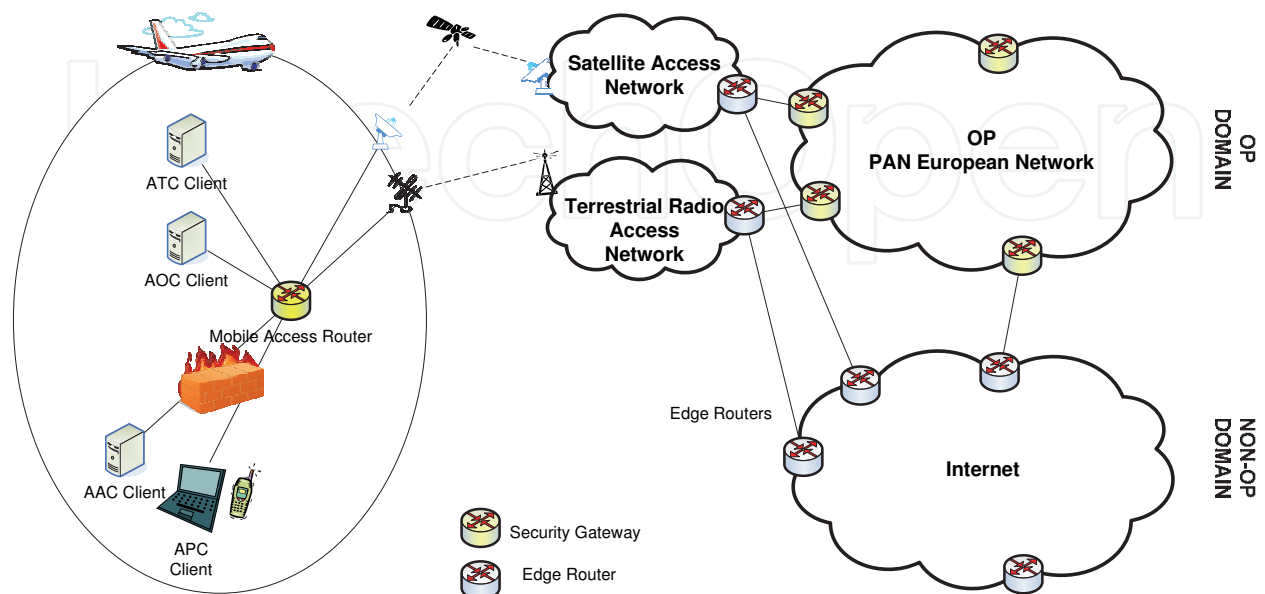 Satellite Access
Network
OP
PAN European Network
OP
DOMAIN
ATC Client
Terrestrial Radio
Access
Network
AOC Client
Mobile Access Router
Edge Routers
Internet
NON-OP
DOMAIN
AAC Client
APC
Client
Security Gateway
Edge Router
InTechOpen